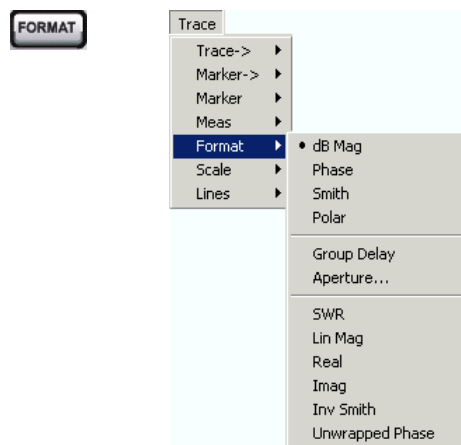 FORMAT
Trace
Trace->
Marker->
Marker
Meas
Format
Scale
Lines
dB Mag
Phase
Smith
Polar
Group Delay
Aperture...
SWR
Lin Mag
Real
Imag
Inv Smith
Unwrapped Phase